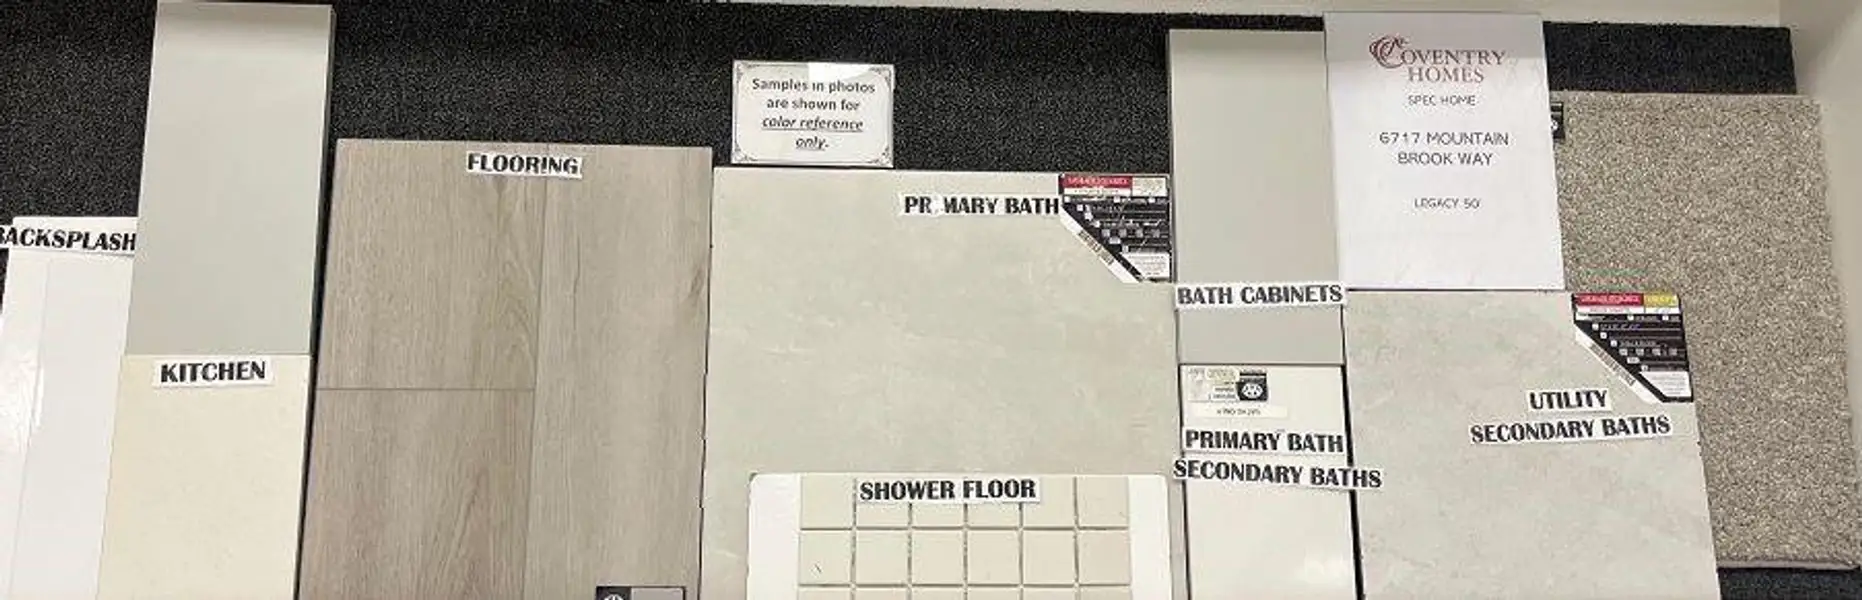 BACKSPLASH
KITCHEN
FLOORING
Samples in photos
are shown for
color reference
only.
PR MARY BATH
SHOWER FLOOR
BATH CABINETS
PRIMARY BATH
SECONDARY BATHS
COVENTRY
HOMES
SPEC HOME
6717 MOUNTAIN
BROOK WAY
LEGACY 50'
UTILITY
SECONDARY BATHS